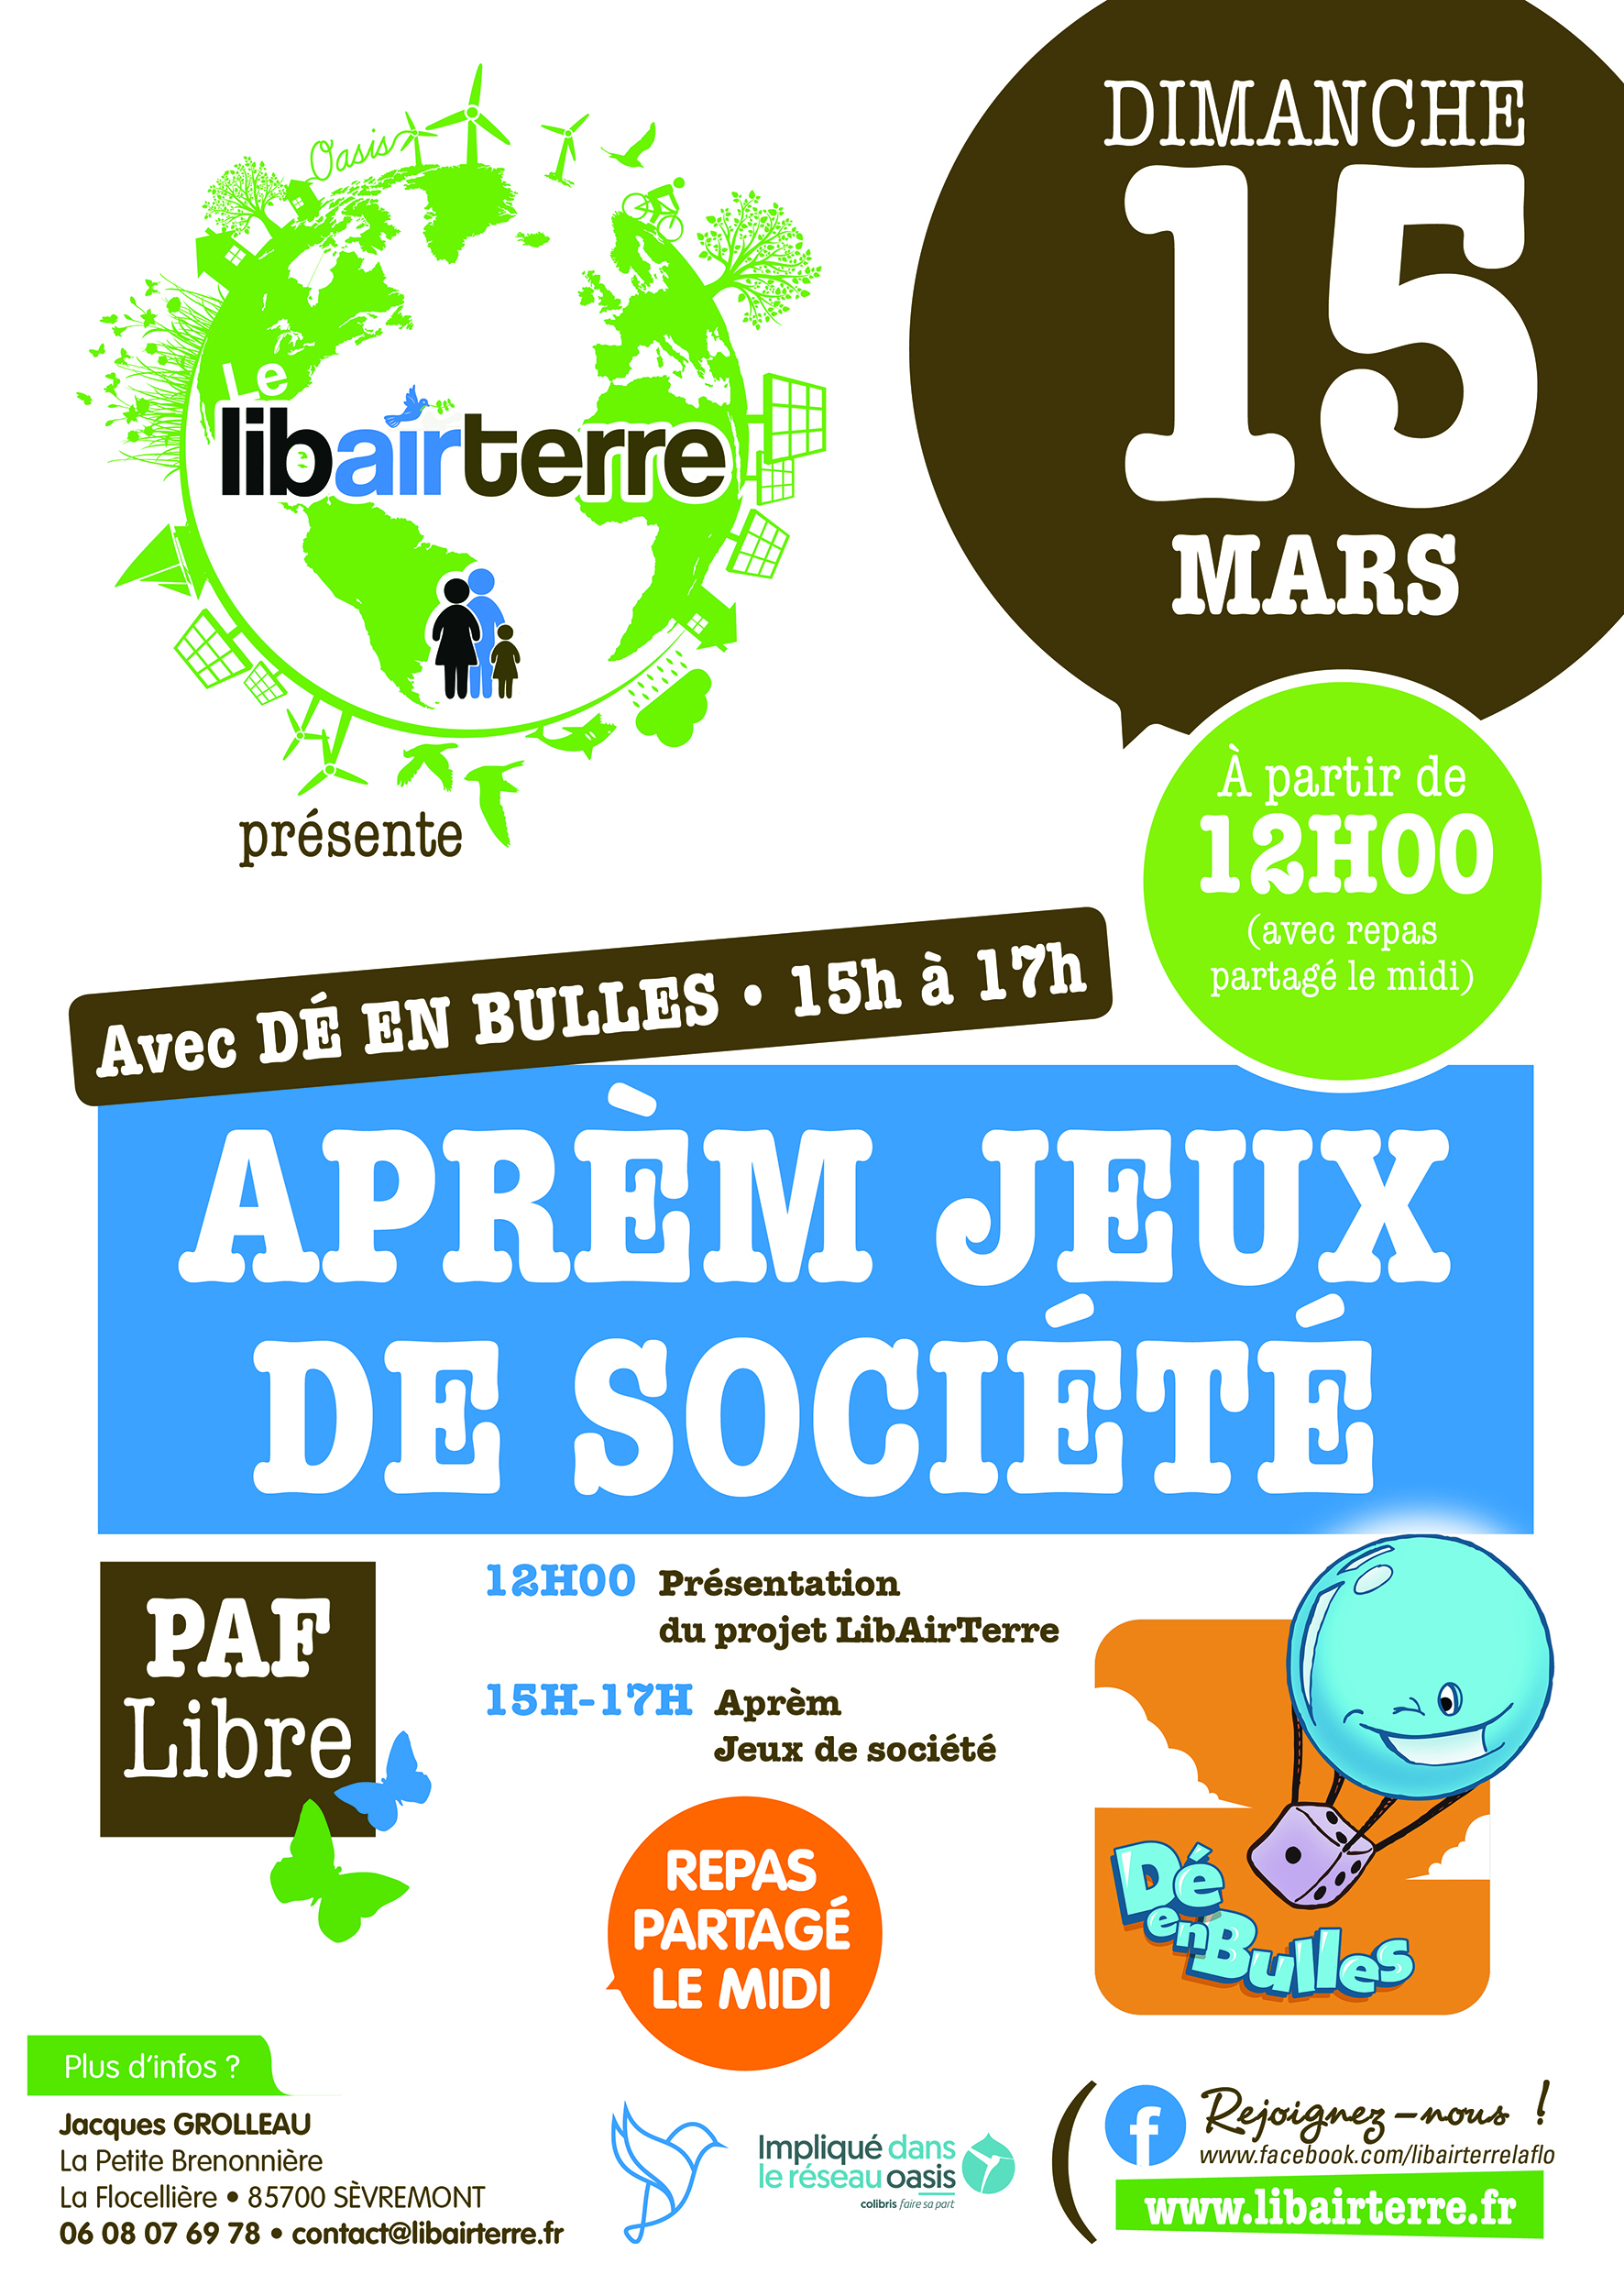 DIMANCHE
15
MARS
Oasis
Le
libairterre
présente
À partir de
12H00
(avec repas
partagé le midi)
Avec DÉ EN BULLES • 15h à 17h
APRÈM JEUX
DE SOCIÉTÉ
PAF
Libre
12H00 Présentation
du projet LibAirTerre
15H-17H Aprèm
Jeux de société
REPAS
PARTAGÉ
LE MIDI
Dé
en
Bulles
Plus d'infos ?
Jacques GROLLEAU
La Petite Brenonnière
La Flocellière • 85700 SÈVREMONT
06 08 07 69 78 • contact@libairterre.fr
Impliqué dans
le réseau oasis
colibris faire sa part
Rejoignez-nous !
www.facebook.com/libairterrelaflo
www.libairterre.fr